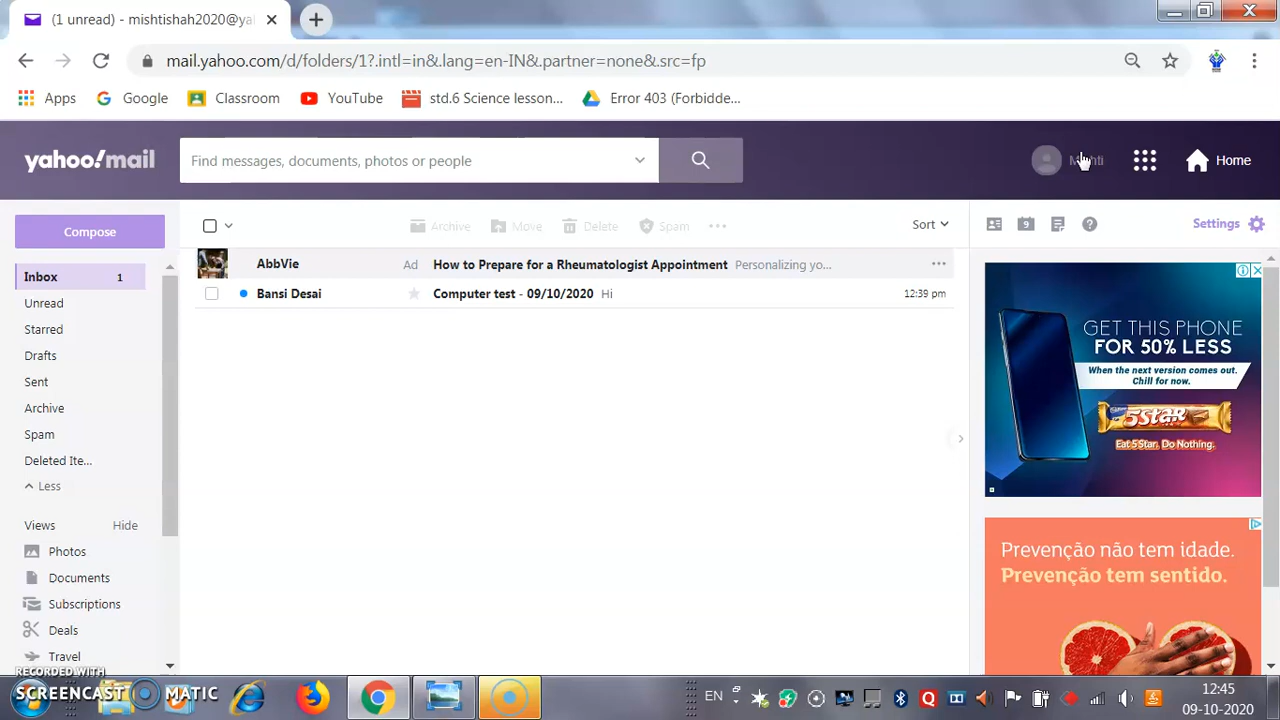 (1 unread) - mishtishah2020@ya
mail.yahoo.com/d/folders/1?.intl=in&.lang=en-IN&.partner=none&.src=fp
Apps Google Classroom YouTube std.6 Science lesson... Error 403 (Forbidde...
yahoo!mail
Find messages, documents, photos or people
Home
Compose
Archive Move Delete Spam Sort
9 Settings
Inbox 1
Unread
Starred
Drafts
Sent
Archive
Spam
Deleted Ite...
Less
Views Hide
Photos
Documents
Subscriptions
Deals
Travel
AbbVie Ad How to Prepare for a Rheumatologist Appointment Personalizing yo...
Bansi Desai Computer test - 09/10/2020 Hi 12:39 pm
GET THIS PHONE
FOR 50% LESS
When the next version comes out.
Chill for now.
5STAR
Eat 5Star. Do Nothing.
Prevenção não tem idade.
Prevenção tem sentido.
RECORDED WITH
SCREENCAST MATIC
EN
12:45
09-10-2020